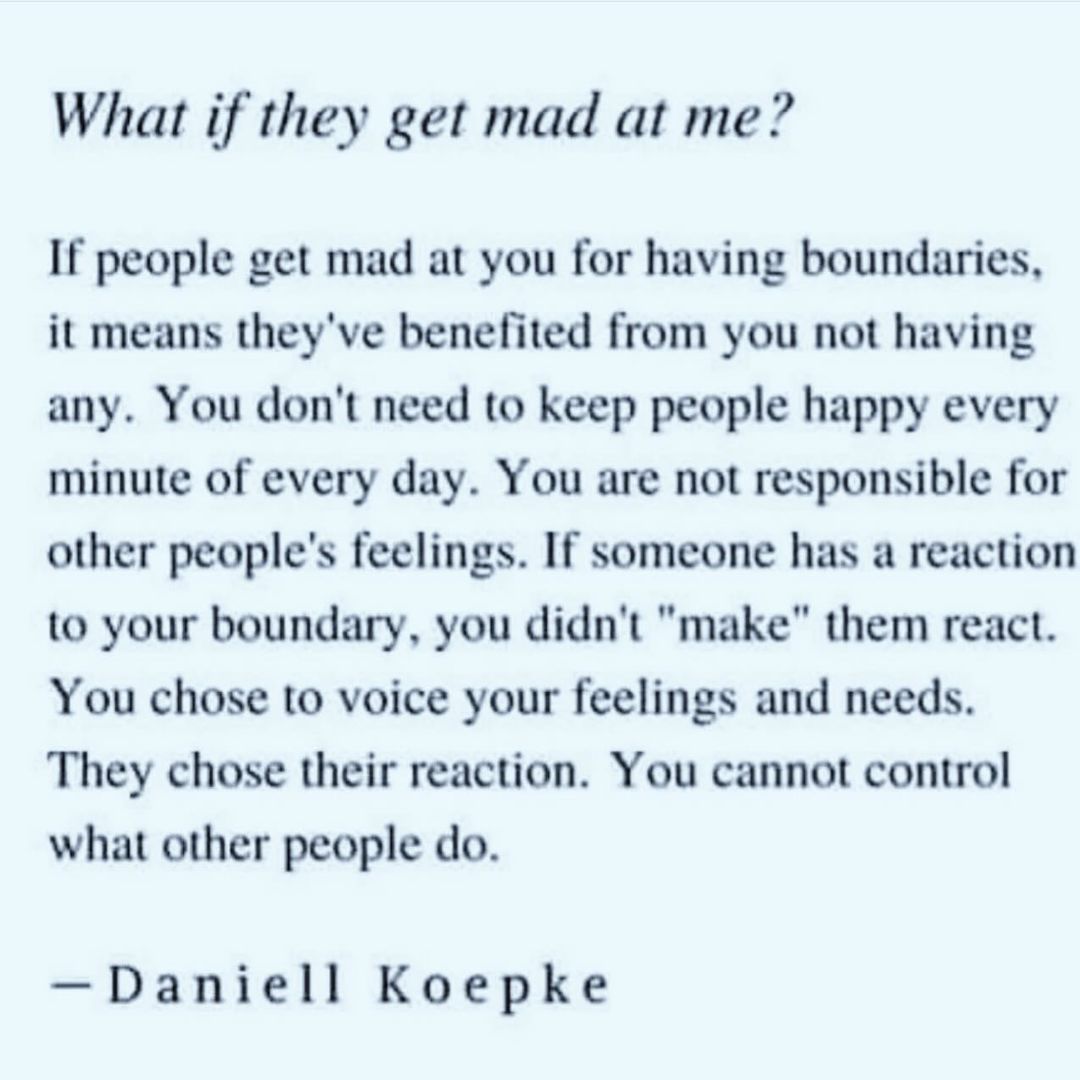 What if they get mad at me?
If people get mad at you for having boundaries,
it means they've benefited from you not having
any. You don't need to keep people happy every
minute of every day. You are not responsible for
other people's feelings. If someone has a reaction
to your boundary, you didn't "make" them react.
You chose to voice your feelings and needs.
They chose their reaction. You cannot control
what other people do.
— Daniell Koepke